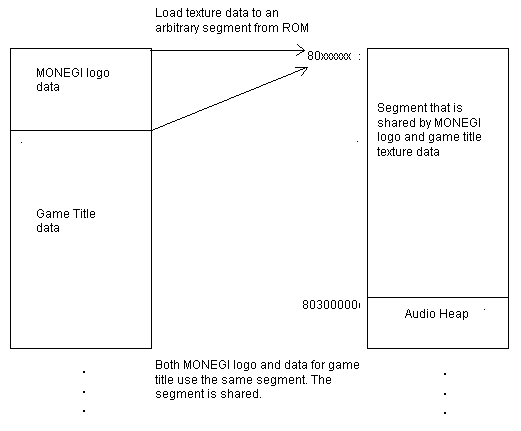 Load texture data to an
arbitrary segment from ROM
80xxxxxx :
MONEGI logo
data
Segment that is
shared by MONEGI
logo and game title
texture data
Game Title
data
80300000:
Audio Heap
Both MONEGI logo and data for game
title use the same segment. The
segment is shared.